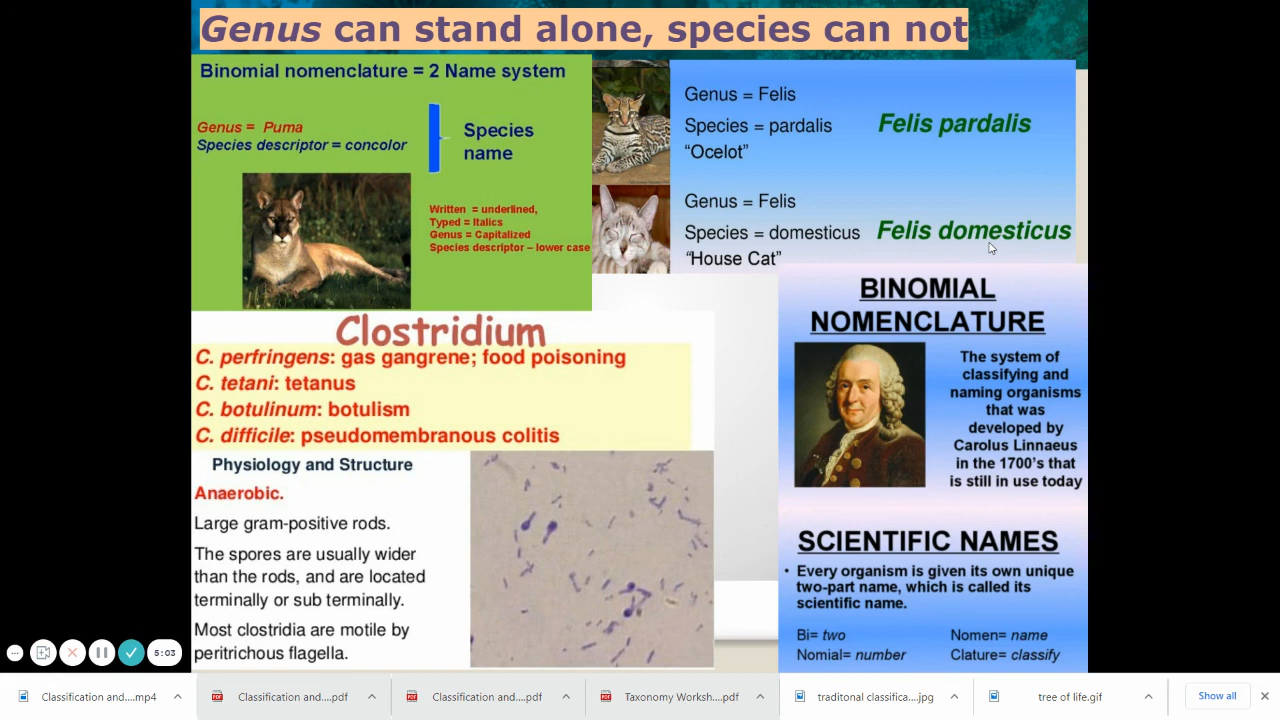 Genus can stand alone, species can not
Binomial nomenclature = 2 Name system
Genus = Puma
Species descriptor = concolor
Species
name
Written = underlined,
Typed = Italics
Genus = Capitalized
Species descriptor – lower case
Genus = Felis
Species = pardalis
Felis pardalis
“Ocelot”
Genus = Felis
Species = domesticus
Felis domesticus
“House Cat”
Clostridium
C. perfringens: gas gangrene; food poisoning
C. tetani: tetanus
C. botulinum: botulism
C. difficile: pseudomembranous colitis
Physiology and Structure
Anaerobic.
Large gram-positive rods.
The spores are usually wider
than the rods, and are located
terminally or sub terminally.
Most clostridia are motile by
peritrichous flagella.
BINOMIAL
NOMENCLATURE
The system of
classifying and
naming organisms
that was
developed by
Carolus Linnaeus
in the 1700’s that
is still in use today
SCIENTIFIC NAMES
• Every organism is given its own unique
two-part name, which is called its
scientific name.
Bi= two
Nomen= name
Nomial= number
Clature= classify
5:03
Classification and....mp4
Classification and....pdf
Classification and....pdf
Taxonomy Worksh....pdf
traditonal classifica....jpg
tree of life.gif
Show all